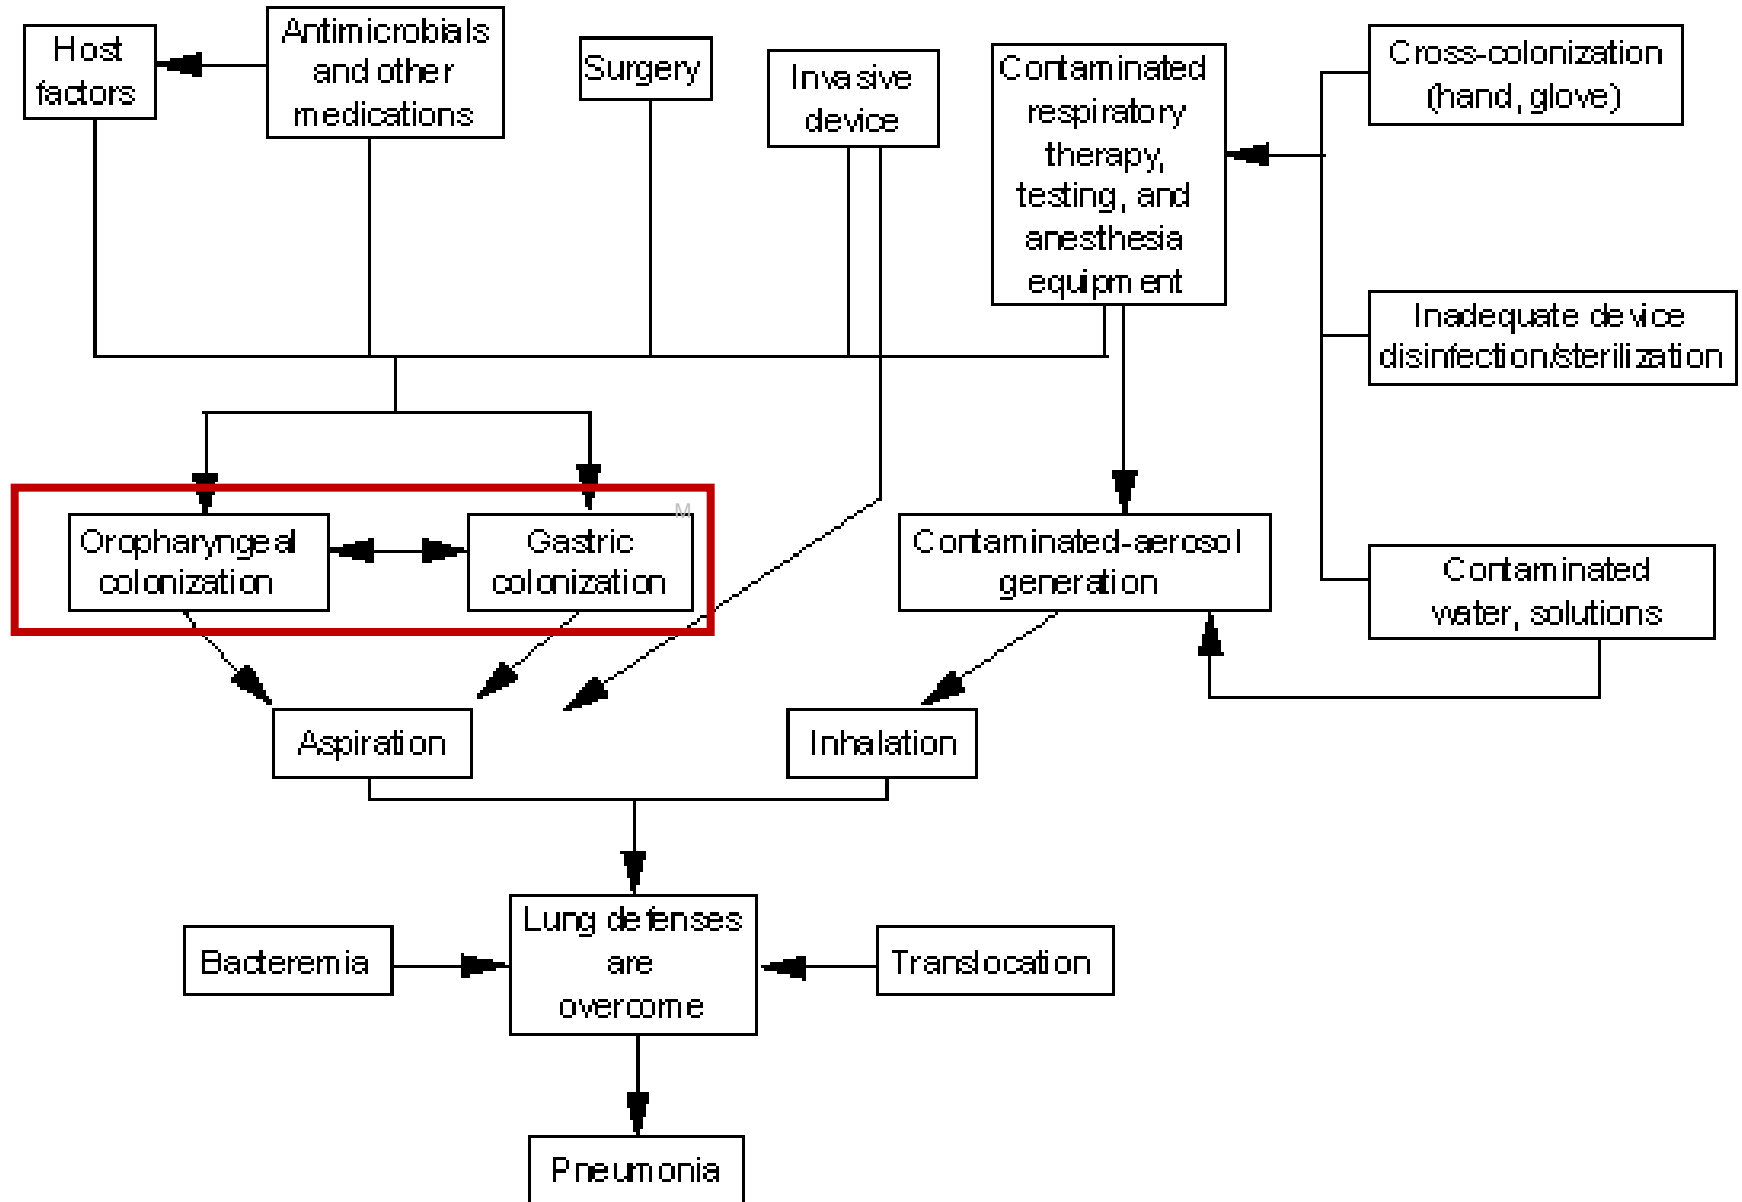 Host
factors
Antimicrobials
and other
medications
Surgery
Invasive
device
Contaminated
respiratory
therapy,
testing, and
anesthesia
equipment
Cross-colonization
(hand, glove)
Inadequate device
disinfection/sterilization
Contaminated
water, solutions
M
Oropharyngeal
colonization
Gastric
colonization
Contaminated-aerosol
generation
Aspiration
Inhalation
Bacteremia
Lung defenses
are
overcome
Translocation
Pneumonia